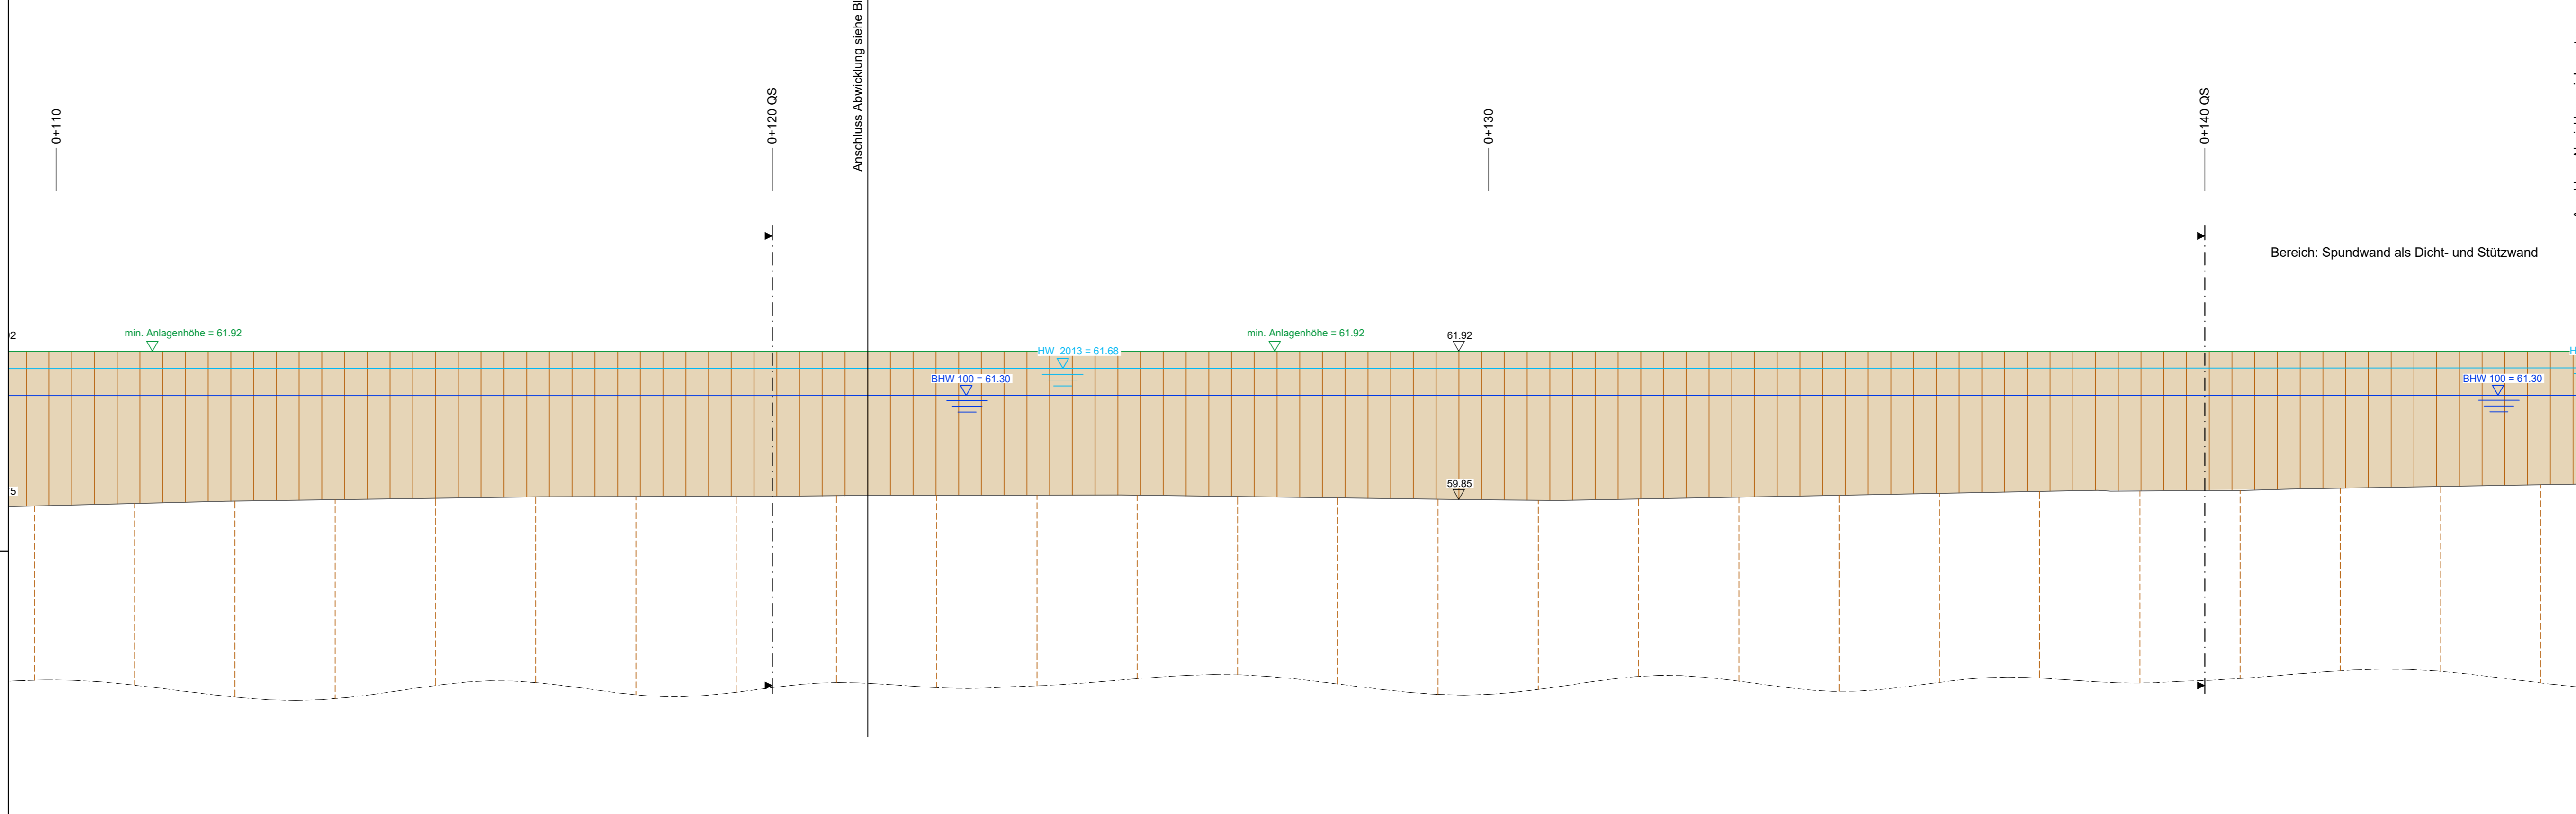 0+110
0+120 QS
Anschluss Abwicklung siehe
0+130
0+140 QS
Bereich: Spundwand als Dicht- und Stützwand
min. Anlagenhöhe = 61.92
min. Anlagenhöhe = 61.92
61.92
HW 2013 = 61.68
BHW 100 = 61.30
BHW 100 = 61.30
59.85